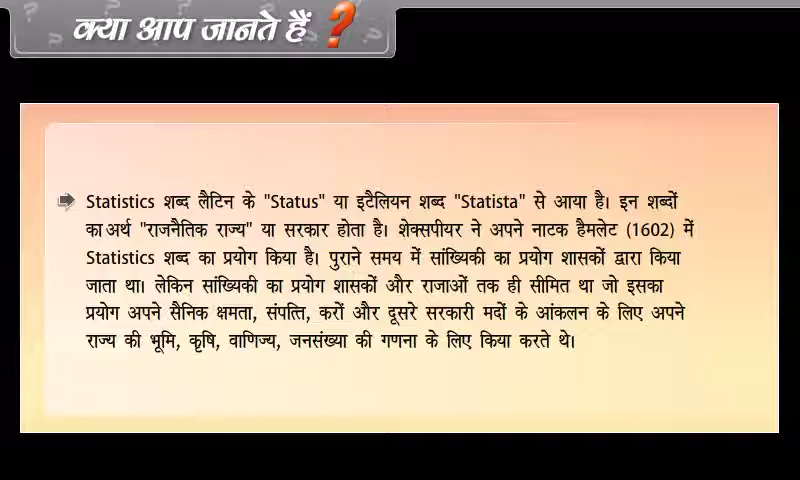 क्या आप जानते हैं ?
Statistics शब्द लैटिन के "Status" या इटैलियन शब्द "Statista" से आया है। इन शब्दों
का अर्थ "राजनैतिक राज्य" या सरकार होता है। शेक्सपीयर ने अपने नाटक हैमलेट (1602) में
Statistics शब्द का प्रयोग किया है। पुराने समय में सांख्यिकी का प्रयोग शासकों द्वारा किया
जाता था। लेकिन सांख्यिकी का प्रयोग शासकों और राजाओं तक ही सीमित था जो इसका
प्रयोग अपने सैनिक क्षमता, संपत्ति, करों और दूसरे सरकारी मदों के आंकलन के लिए अपने
राज्य की भूमि, कृषि, वाणिज्य, जनसंख्या की गणना के लिए किया करते थे।